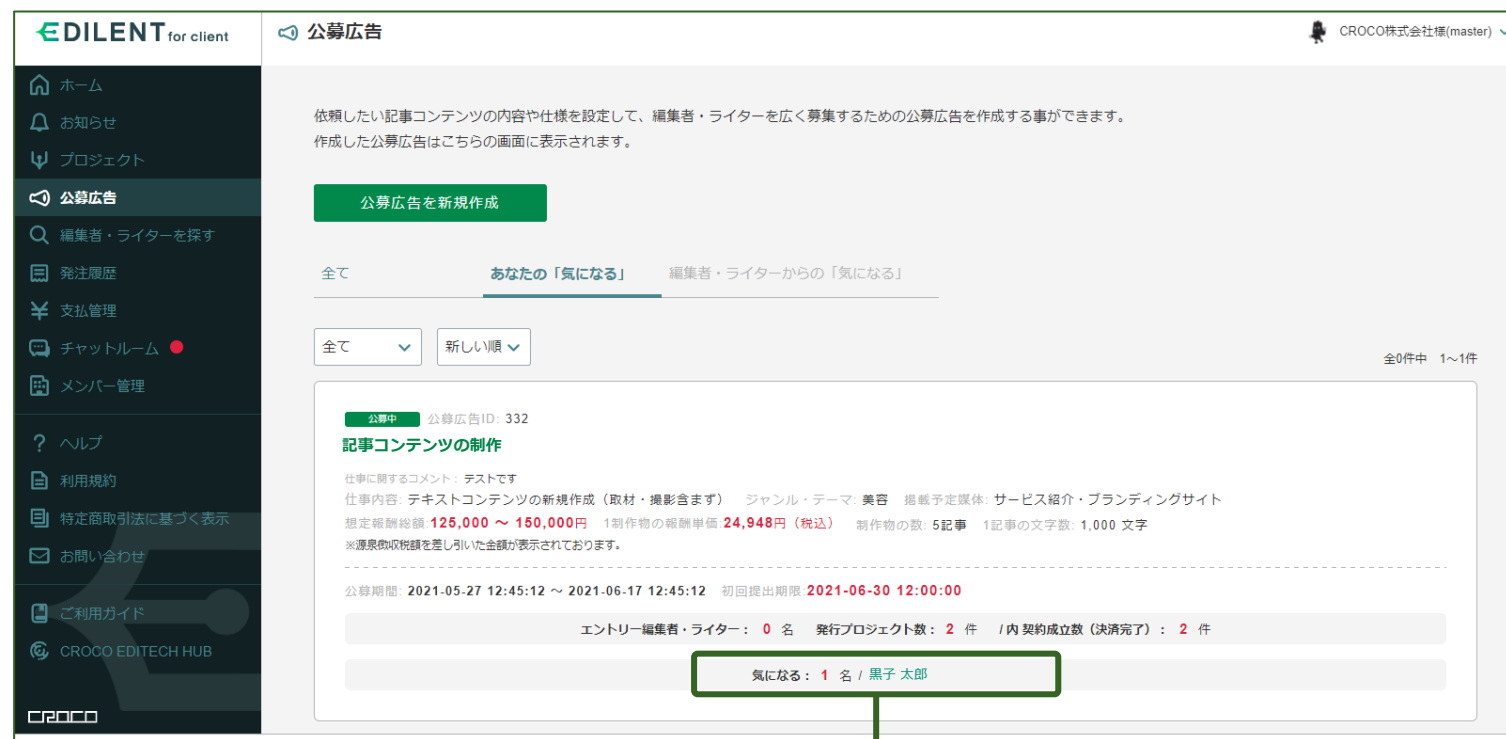 EDILENT for client
公募広告
CROCO株式会社様(master)
ホーム
お知らせ
プロジェクト
公募広告
編集者・ライターを探す
発注履歴
支払管理
チャットルーム
メンバー管理
ヘルプ
利用規約
特定商取引法に基づく表示
お問い合わせ
ご利用ガイド
CROCO EDITECH HUB
CROCO
依頼したい記事コンテンツの内容や仕様を設定して、編集者・ライターを広く募集するための公募広告を作成する事ができます。
作成した公募広告はこちらの画面に表示されます。
公募広告を新規作成
全て あなたの「気になる」 編集者・ライターからの「気になる」
全て 新しい順
全0件中 1～1件
公募中 公募広告ID: 332
記事コンテンツの制作
仕事に関するコメント: テストです
仕事内容: テキストコンテンツの新規作成（取材・撮影含まず） ジャンル・テーマ: 美容 掲載予定媒体: サービス紹介・ブランディングサイト
想定報酬総額:125,000 ～ 150,000円 1制作物の報酬単価:24,948円（税込） 制作物の数: 5記事 1記事の文字数: 1,000 文字
※源泉徴収税額を差し引いた金額が表示されております。
公募期間: 2021-05-27 12:45:12 ～ 2021-06-17 12:45:12 初回提出期限:2021-06-30 12:00:00
エントリー編集者・ライター： 0 名 発行プロジェクト数： 2 件 / 内 契約成立数（決済完了）： 2 件
気になる： 1 名 / 黒子 太郎